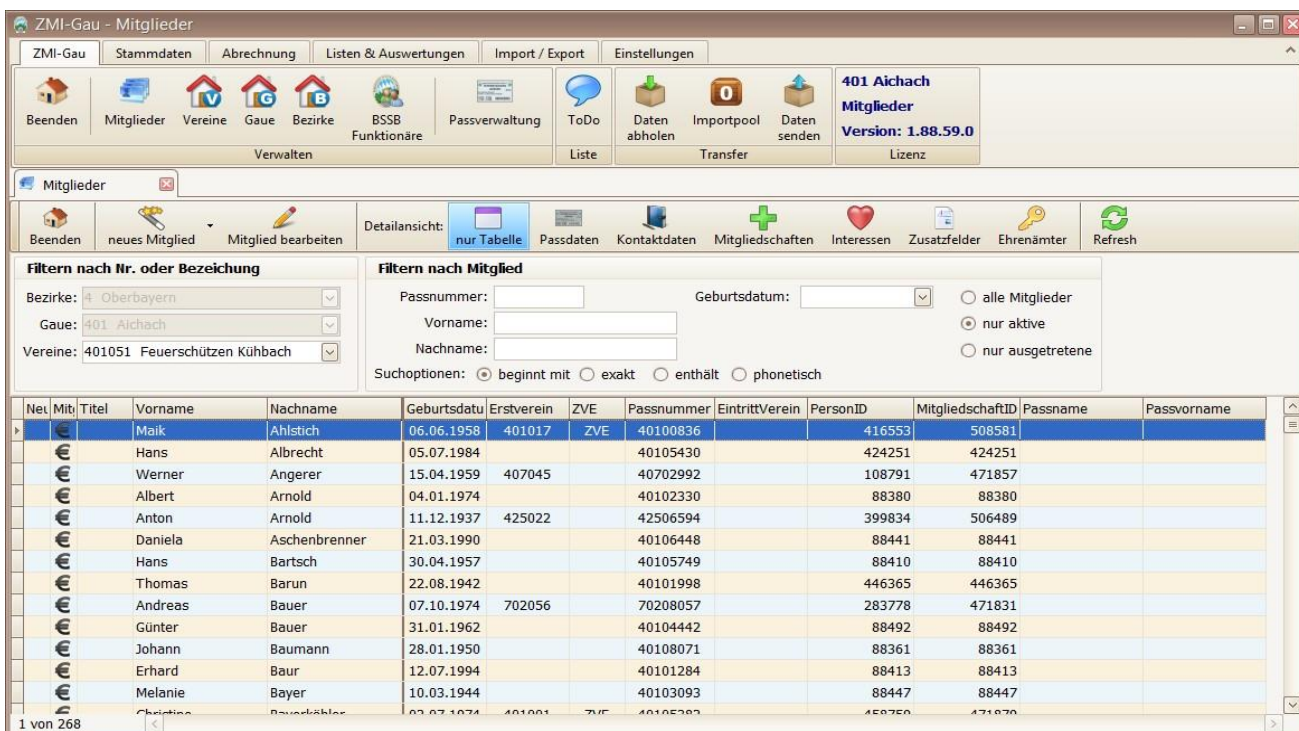 ZMI-Gau - Mitglieder
ZMI-Gau Stammdaten Abrechnung Listen & Auswertungen Import / Export Einstellungen
Beenden Mitglieder Vereine Gaue Bezirke BSSB Funktionäre Passverwaltung ToDo Daten abholen Importpool Daten senden
401 Aichach
Mitglieder
Version: 1.88.59.0
Verwalten Liste Transfer Lizenz
Mitglieder
Beenden neues Mitglied Mitglied bearbeiten Detailansicht: nur Tabelle Passdaten Kontaktdaten Mitgliedschaften Interessen Zusatzfelder Ehrenämter Refresh
Filtern nach Nr. oder Bezeichung Filtern nach Mitglied
Bezirke: 4 Oberbayern Passnummer: Geburtsdatum: alle Mitglieder
Gaue: 401 Aichach Vorname: nur aktive
Vereine: 401051 Feuerschützen Kühbach Nachname: nur ausgetretene
Suchoptionen: beginnt mit exakt enthält phonetisch
Neu Mitg Titel Vorname Nachname Geburtsdatu Erstverein ZVE Passnummer EintrittVerein PersonID MitgliedschaftID Passname Passvorname
€ Maik Ahlstich 06.06.1958 401017 ZVE 40100836 416553 508581
€ Hans Albrecht 05.07.1984 40105430 424251 424251
€ Werner Angerer 15.04.1959 407045 40702992 108791 471857
€ Albert Arnold 04.01.1974 40102330 88380 88380
€ Anton Arnold 11.12.1937 425022 42506594 399834 506489
€ Daniela Aschenbrenner 21.03.1990 40106448 88441 88441
€ Hans Bartsch 30.04.1957 40105749 88410 88410
€ Thomas Barun 22.08.1942 40101998 446365 446365
€ Andreas Bauer 07.10.1974 702056 70208057 283778 471831
€ Günter Bauer 31.01.1962 40104442 88492 88492
€ Johann Baumann 28.01.1950 40108071 88361 88361
€ Erhard Baur 12.07.1994 40101284 88413 88413
€ Melanie Bayer 10.03.1944 40103093 88447 88447
1 von 268